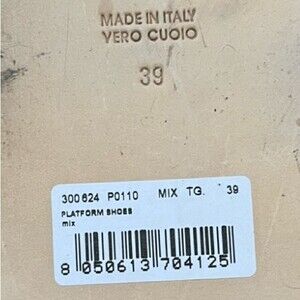 MADE IN ITALY
VERO CUOIO
39
300624 P0110 MIX TG. 39
PLATFORM SHOES
mix
8 050613 704125